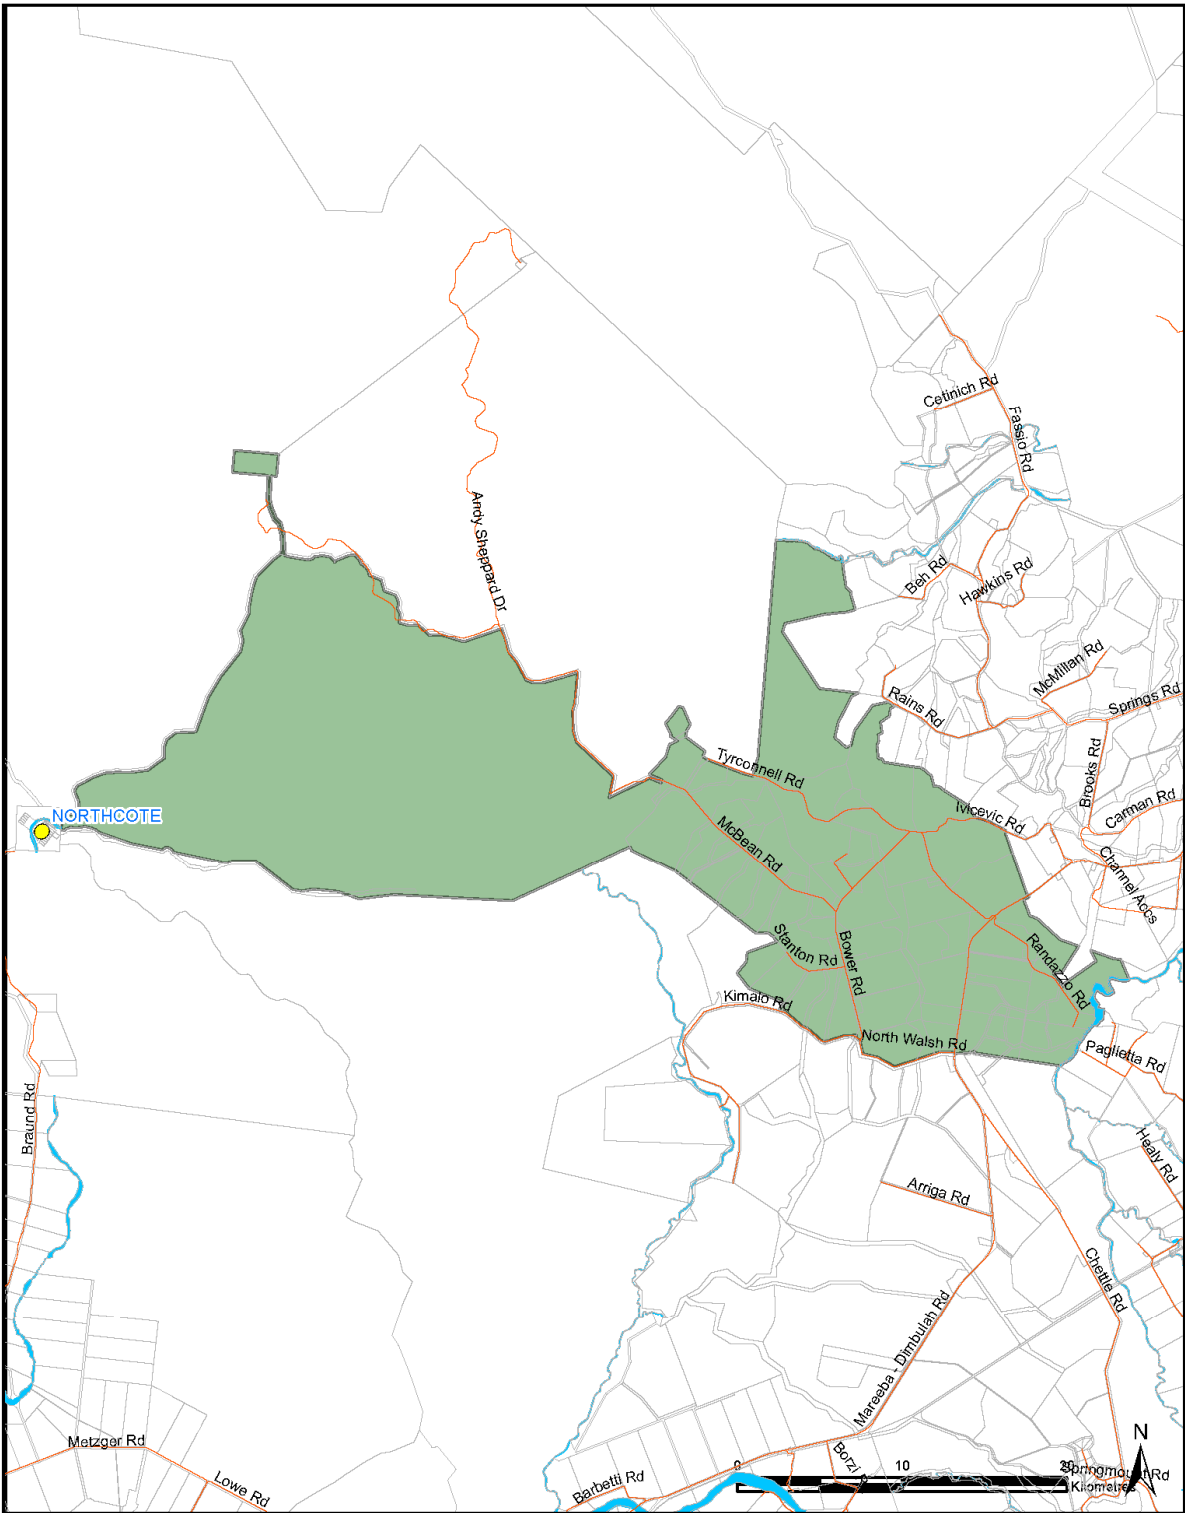 Cetinich Rd
Fassio Rd
Andy Sheppard Dr
Beh Rd
Hawkins Rd
McMillan Rd
Springs Rd
Rains Rd
Brooks Rd
Tyrconnell Rd
Carman Rd
NORTHCOTE
Ivicevic Rd
McBean Rd
Channel Accs
Stanton Rd
Bower Rd
Randazzo Rd
Kimalo Rd
North Walsh Rd
Paglietta Rd
Braund Rd
Healy Rd
Arriga Rd
Chettle Rd
Mareeba - Dimbulah Rd
Metzger Rd
N
Lowe Rd
Barbetti Rd
Borzi
0 10 20
Springmount Rd
Kilometres